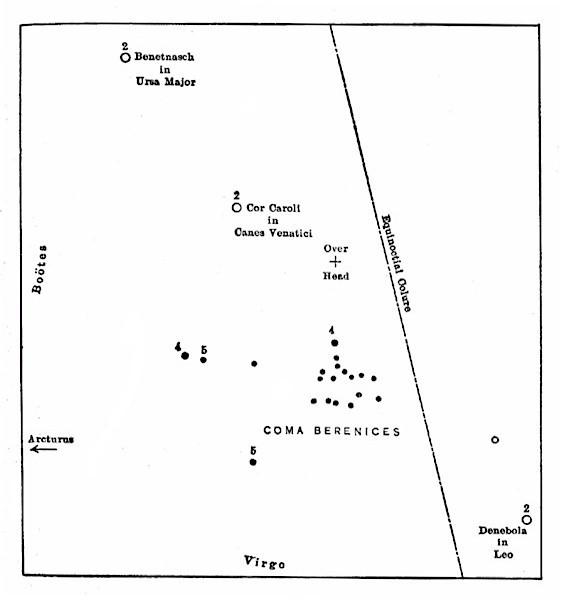 2
Benetnasch
in
Ursa Major
2
Cor Caroli
in
Canes Venatici
Over
Head
Equinoctial Colure
Boötes
4
4
5
COMA BERENICES
Arcturus
5
2
Denebola
in
Leo
Virgo